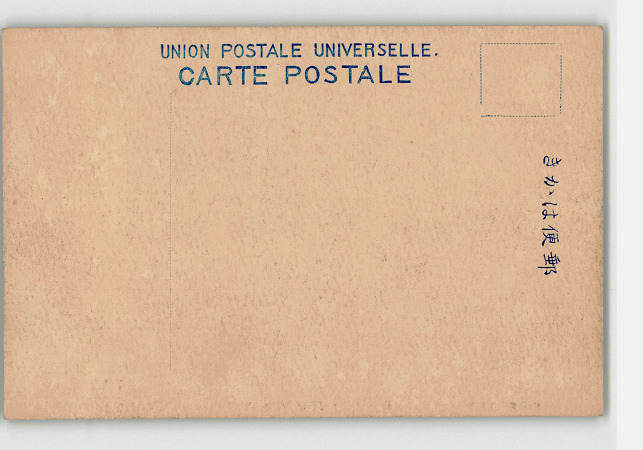 UNION POSTALE UNIVERSELLE.
CARTE POSTALE
きかは便郵